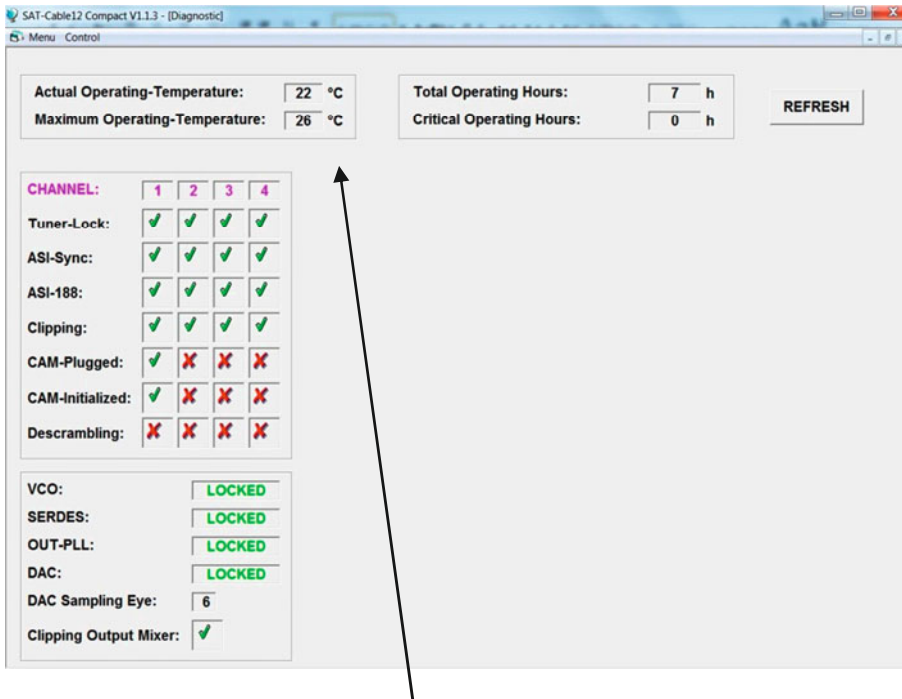 SAT-Cable12 Compact V1.1.3 - [Diagnostic]
Menu Control
Actual Operating-Temperature: 22 °C
Maximum Operating-Temperature: 26 °C
Total Operating Hours: 7 h
Critical Operating Hours: 0 h
REFRESH
CHANNEL: 1 2 3 4
Tuner-Lock:
ASI-Sync:
ASI-188:
Clipping:
CAM-Plugged:
CAM-Initialized:
Descrambling:
VCO: LOCKED
SERDES: LOCKED
OUT-PLL: LOCKED
DAC: LOCKED
DAC Sampling Eye: 6
Clipping Output Mixer: